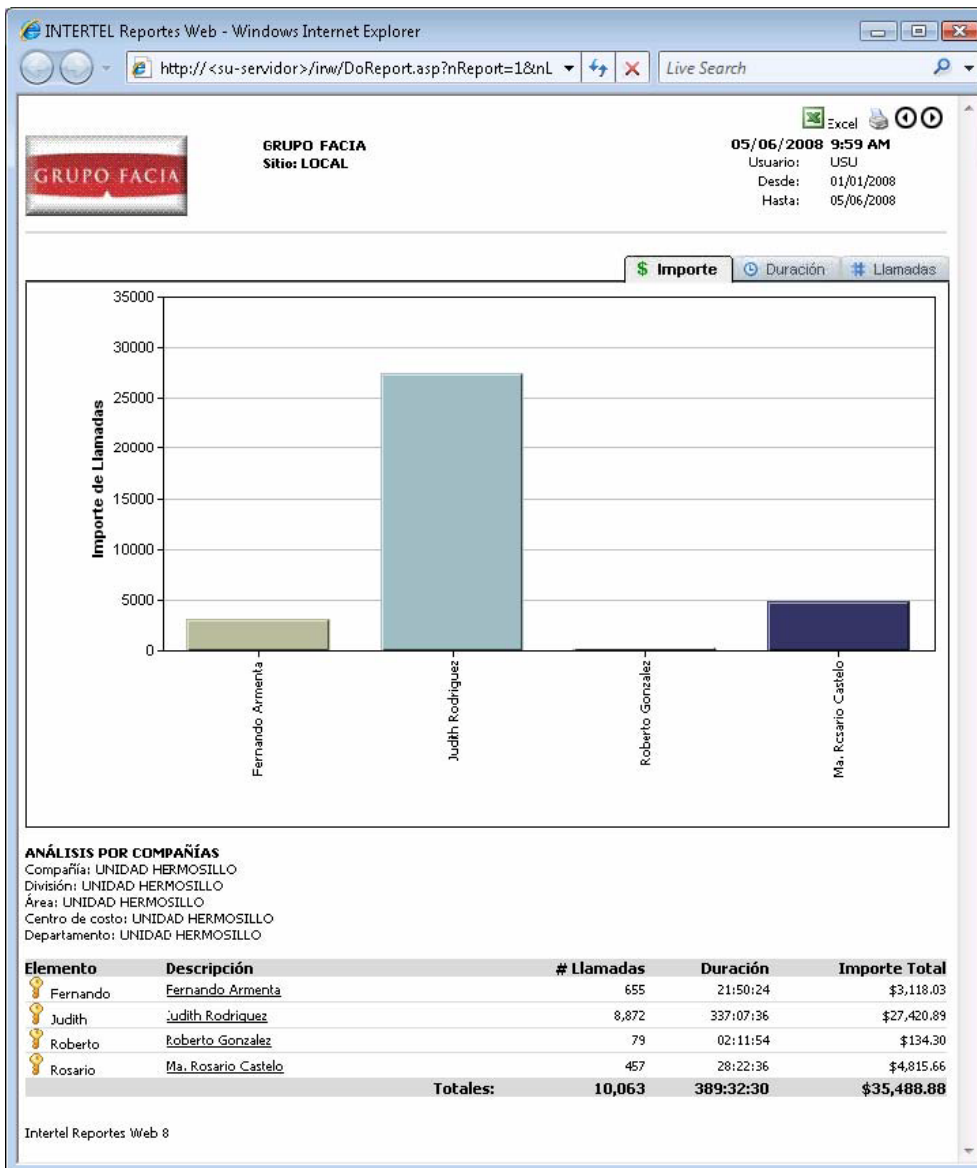 INTERTEL Reportes Web - Windows Internet Explorer
http://<su-servidor>/irw/DoReport.asp?nReport=1&nL
Live Search
Excel
GRUPO FACIA
GRUPO FACIA
Sitio: LOCAL
05/06/2008 9:59 AM
Usuario: USU
Desde: 01/01/2008
Hasta: 05/06/2008
$ Importe
Duración
# Llamadas
Importe de Llamadas
35000
30000
25000
20000
15000
10000
5000
0
Fernando Armenta
Judith Rodriguez
Roberto Gonzalez
Ma. Rosario Castelo
ANÁLISIS POR COMPAÑÍAS
Compañía: UNIDAD HERMOSILLO
División: UNIDAD HERMOSILLO
Área: UNIDAD HERMOSILLO
Centro de costo: UNIDAD HERMOSILLO
Departamento: UNIDAD HERMOSILLO
Elemento Descripción # Llamadas Duración Importe Total
Fernando Fernando Armenta 655 21:50:24 $3,118.03
Judith Judith Rodriguez 8,872 337:07:36 $27,420.89
Roberto Roberto Gonzalez 79 02:11:54 $134.30
Rosario Ma. Rosario Castelo 457 28:22:36 $4,815.66
Totales: 10,063 389:32:30 $35,488.88
Intertel Reportes Web 8